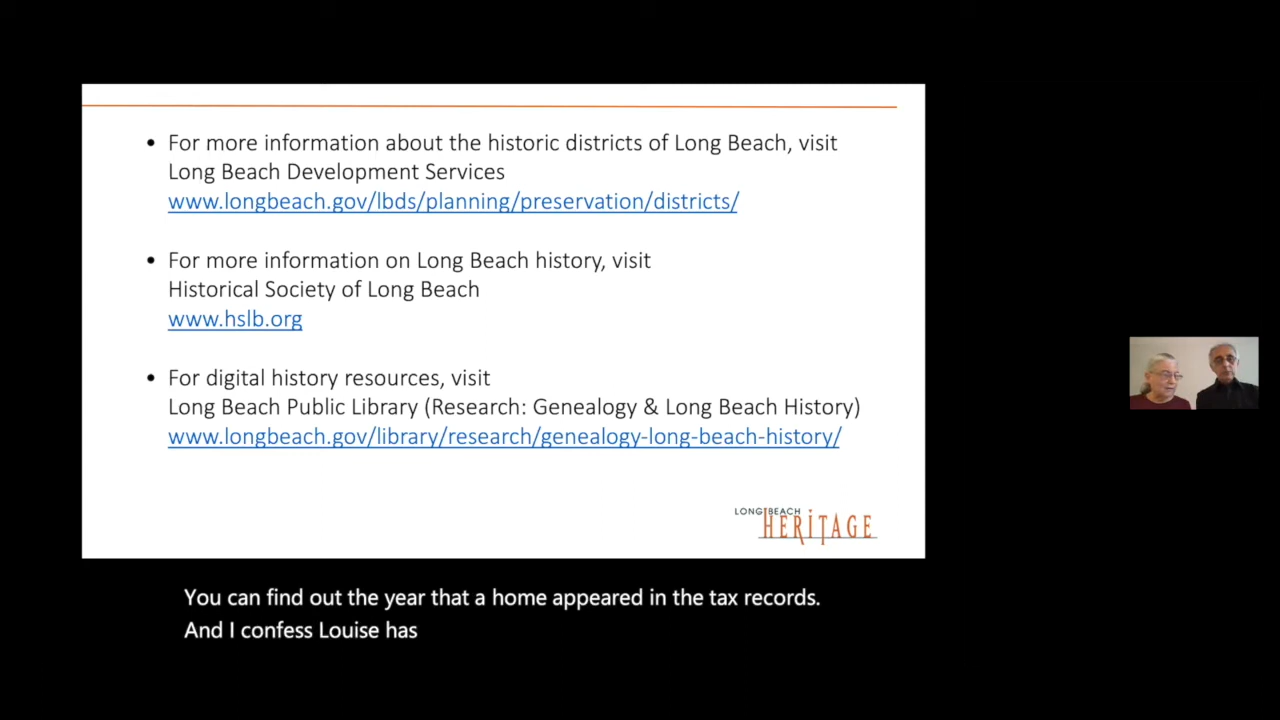 • For more information about the historic districts of Long Beach, visit
Long Beach Development Services
www.longbeach.gov/lbds/planning/preservation/districts/
• For more information on Long Beach history, visit
Historical Society of Long Beach
www.hslb.org
• For digital history resources, visit
Long Beach Public Library (Research: Genealogy & Long Beach History)
www.longbeach.gov/library/research/genealogy-long-beach-history/
LONG BEACH
HERITAGE
You can find out the year that a home appeared in the tax records.
And I confess Louise has